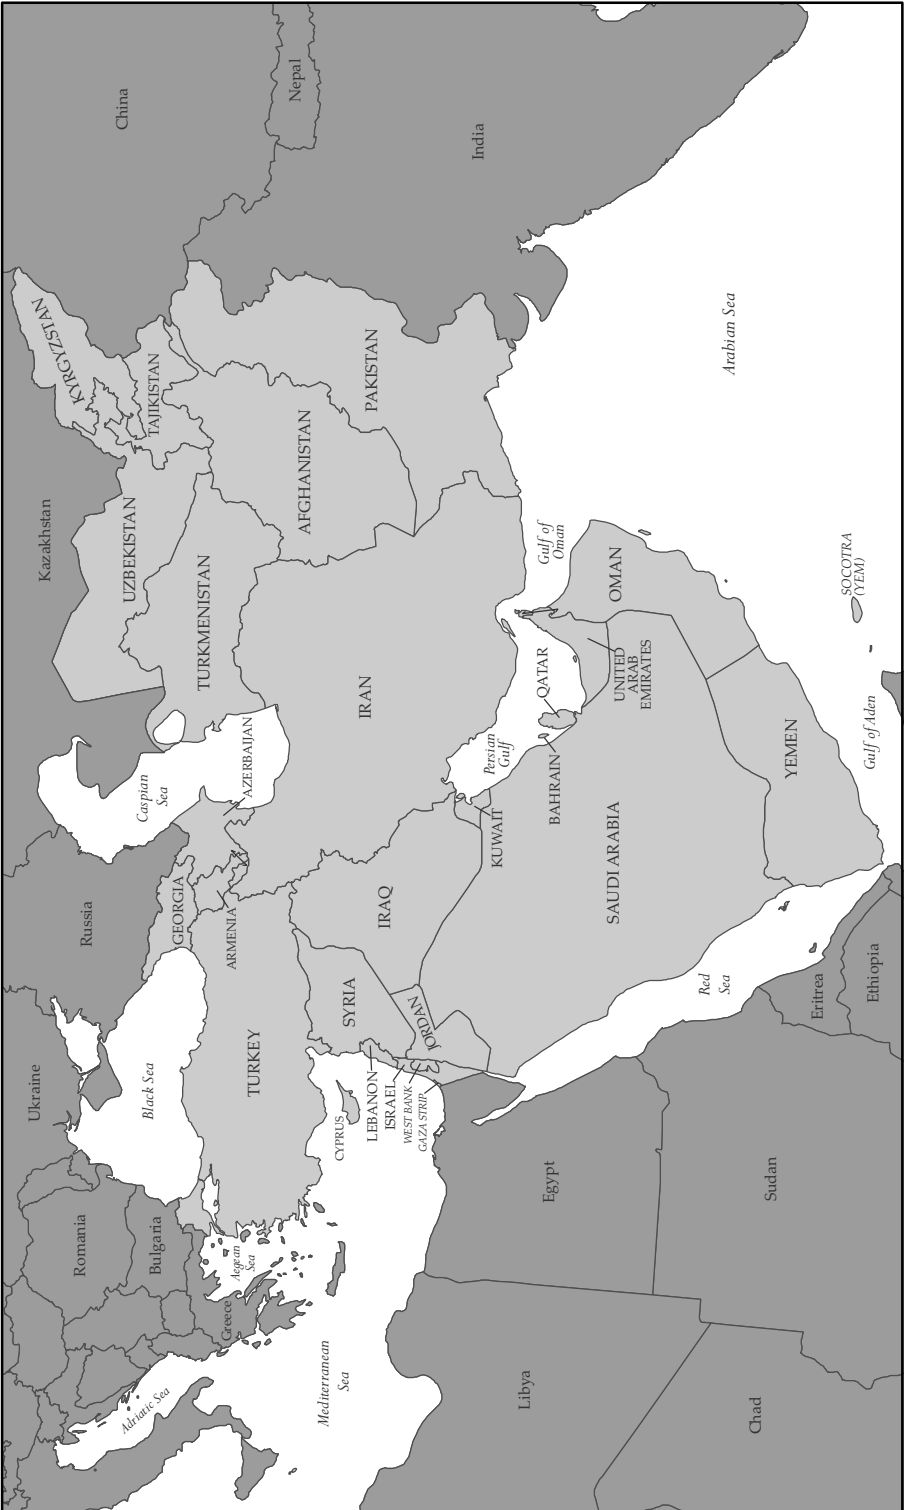 China
Nepal
India
Kazakhstan
KYRGYZSTAN
TAJIKISTAN
UZBEKISTAN
TURKMENISTAN
AFGHANISTAN
PAKISTAN
Arabian Sea
Russia
Caspian
Sea
AZERBAIJAN
GEORGIA
ARMENIA
IRAN
Gulf of
Oman
OMAN
SOCOTRA
(YEM)
QATAR
UNITED
ARAB
EMIRATES
Persian
Gulf
BAHRAIN
KUWAIT
Gulf of Aden
YEMEN
SAUDI ARABIA
IRAQ
SYRIA
JORDAN
Red
Sea
Eritrea
Ethiopia
Ukraine
Black Sea
TURKEY
CYPRUS
LEBANON
ISRAEL
WEST BANK
GAZA STRIP
Egypt
Sudan
Romania
Bulgaria
Aegean
Sea
Greece
Adriatic Sea
Mediterranean
Sea
Libya
Chad